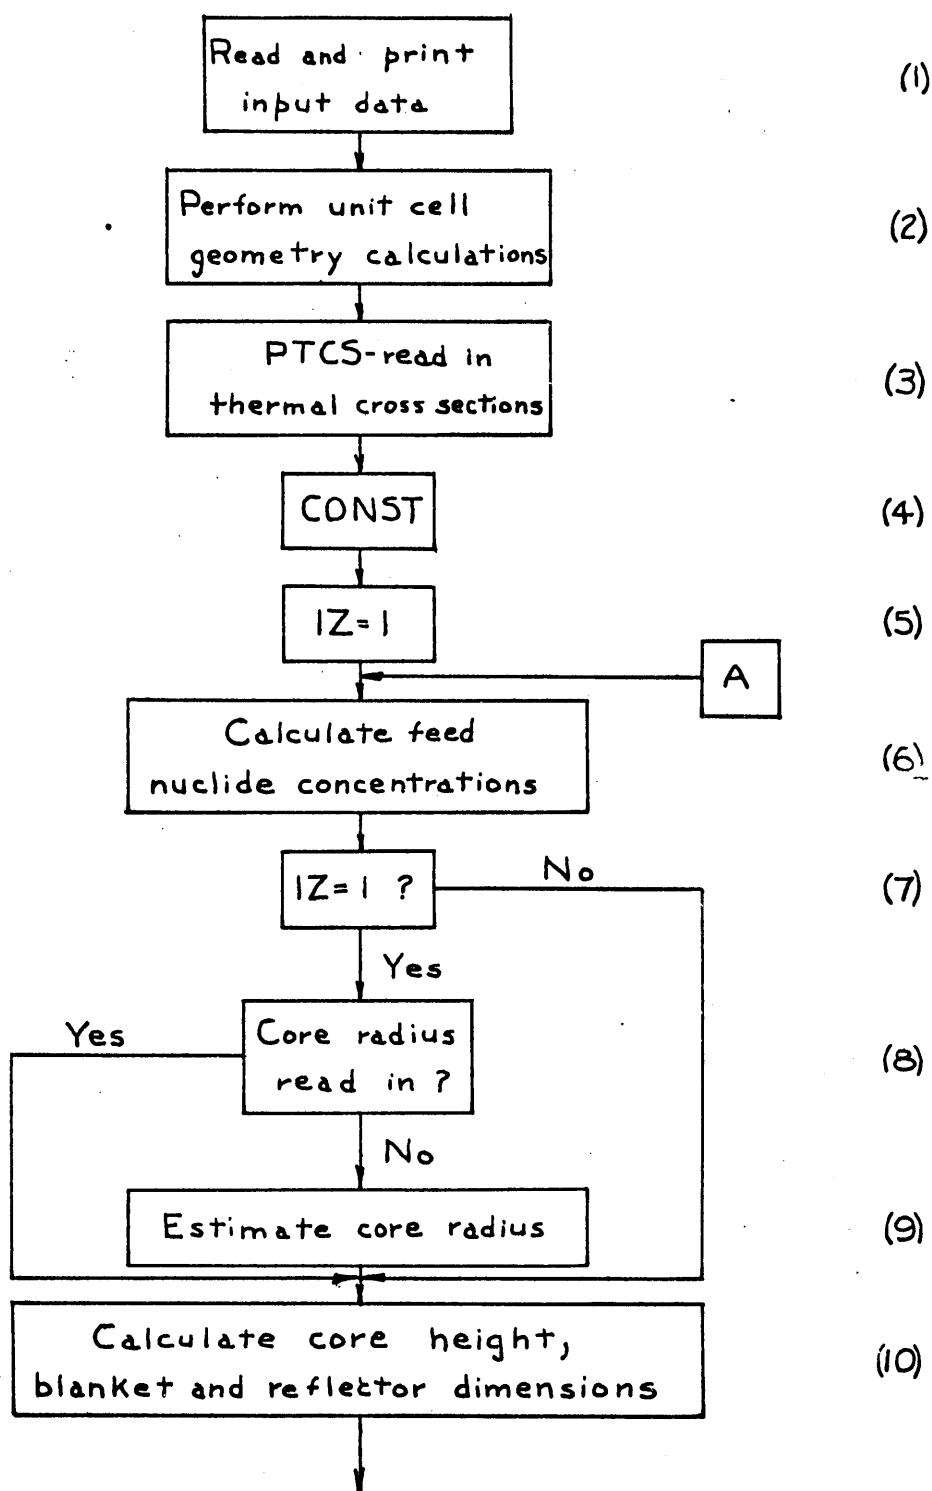 Read and print
input data
(1)
Perform unit cell
geometry calculations
(2)
PTCS-read in
thermal cross sections
(3)
CONST
(4)
IZ=1
(5)
A
Calculate feed
nuclide concentrations
(6)
IZ=1 ?
No
(7)
Yes
Yes
Core radius
read in ?
(8)
No
Estimate core radius
(9)
Calculate core height,
blanket and reflector dimensions
(10)